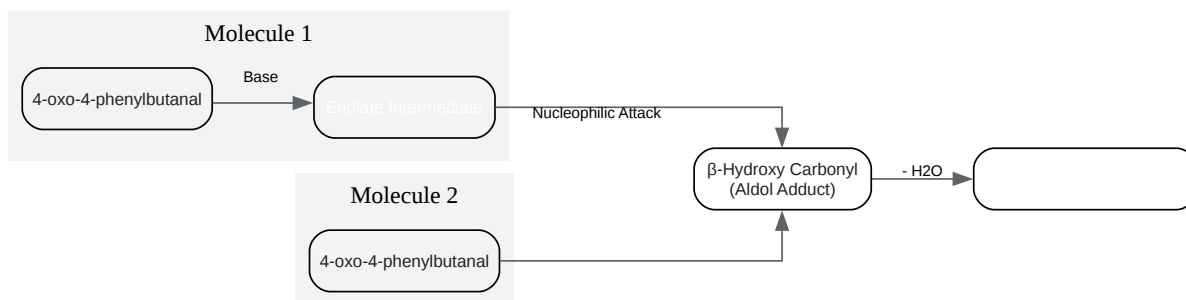 Molecule 1
Base
4-oxo-4-phenylbutanal
Enolate Intermediate
Nucleophilic Attack
β-Hydroxy Carbonyl
(Aldol Adduct)
- H2O
Molecule 2
4-oxo-4-phenylbutanal